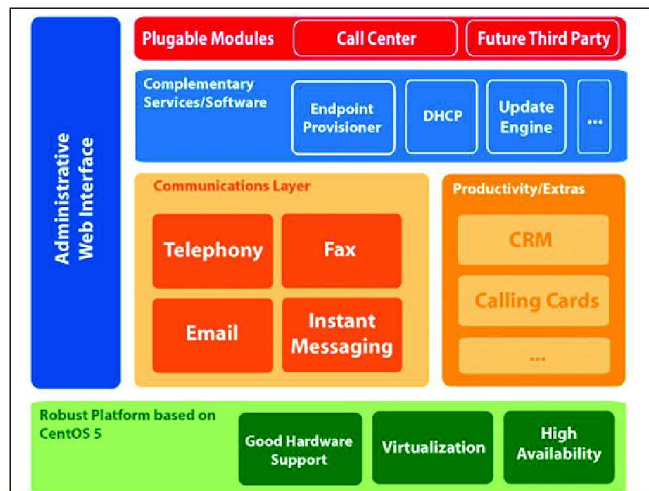 Administrative
Web Interface
Plugable Modules
Call Center
Future Third Party
Complementary
Services/Software
Endpoint
Provisioner
DHCP
Update
Engine
...
Communications Layer
Telephony
Fax
Email
Instant
Messaging
Productivity/Extras
CRM
Calling Cards
...
Robust Platform based on
CentOS 5
Good Hardware
Support
Virtualization
High
Availability